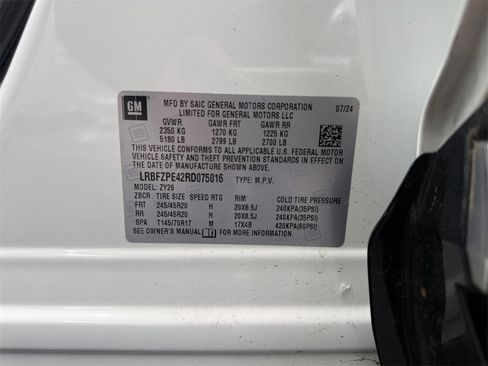 GM
MFD BY SAIC GENERAL MOTORS CORPORATION 07/24
LIMITED FOR GENERAL MOTORS LLC
GVWR GAWR FRT GAWR RR
2350 KG 1270 KG 1225 KG
5180 LB 2799 LB 2700 LB
THIS VEHICLE CONFORMS TO ALL APPLICABLE U.S. FEDERAL MOTOR
VEHICLE SAFETY AND THEFT PREVENTION STANDARDS IN EFFECT
ON THE DATE OF MANUFACTURE SHOWN ABOVE.
LRBFZPE42RD075016 TYPE: M.P.V.
MODEL: ZY26
ZBCR TIRE SIZE SPEED RTG RIM COLD TIRE PRESSURE
FRT 245/45R20 H 20X8.5J 240KPA(35PSI)
RR 245/45R20 H 20X8.5J 240KPA(35PSI)
SPA T145/70R17 M 17X4B 420KPA(60PSI)
SEE OWNER'S MANUAL FOR MORE INFORMATION